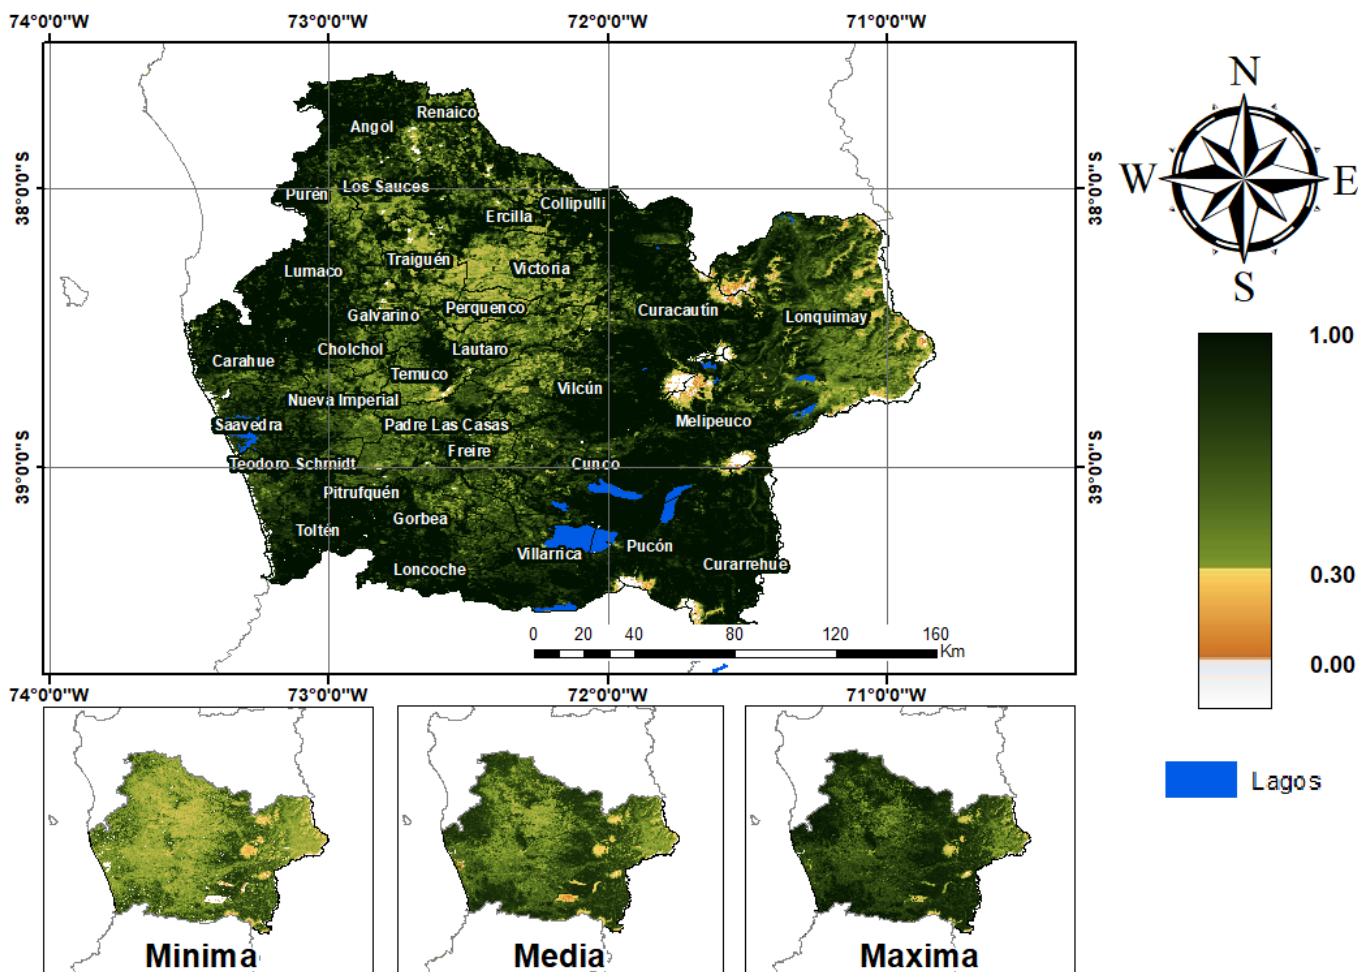 74°0'0"W 73°0'0"W 72°0'0"W 71°0'0"W
N
W E
S
38°0'0"S 38°0'0"S
39°0'0"S 39°0'0"S
Renaico
Angol
Los Sauces
Purén
Collipulli
Ercilla
Traiguén
Victoria
Lumaco
Perquenco
Curacautín
Galvarino
Lonquimay
Cholchol
Lautaro
Carahue
Temuco
Vilcún
Nueva Imperial
Saavedra
Padre Las Casas
Melipeuco
Freire
Teodoro Schmidt
Cunco
Pitrufquén
Gorbea
Toltén
Pucón
Villarrica
Curarrehue
Loncoche
0 20 40 80 120 160
Km
74°0'0"W 73°0'0"W 72°0'0"W 71°0'0"W
1.00
0.30
0.00
Lagos
Minima
Media
Maxima